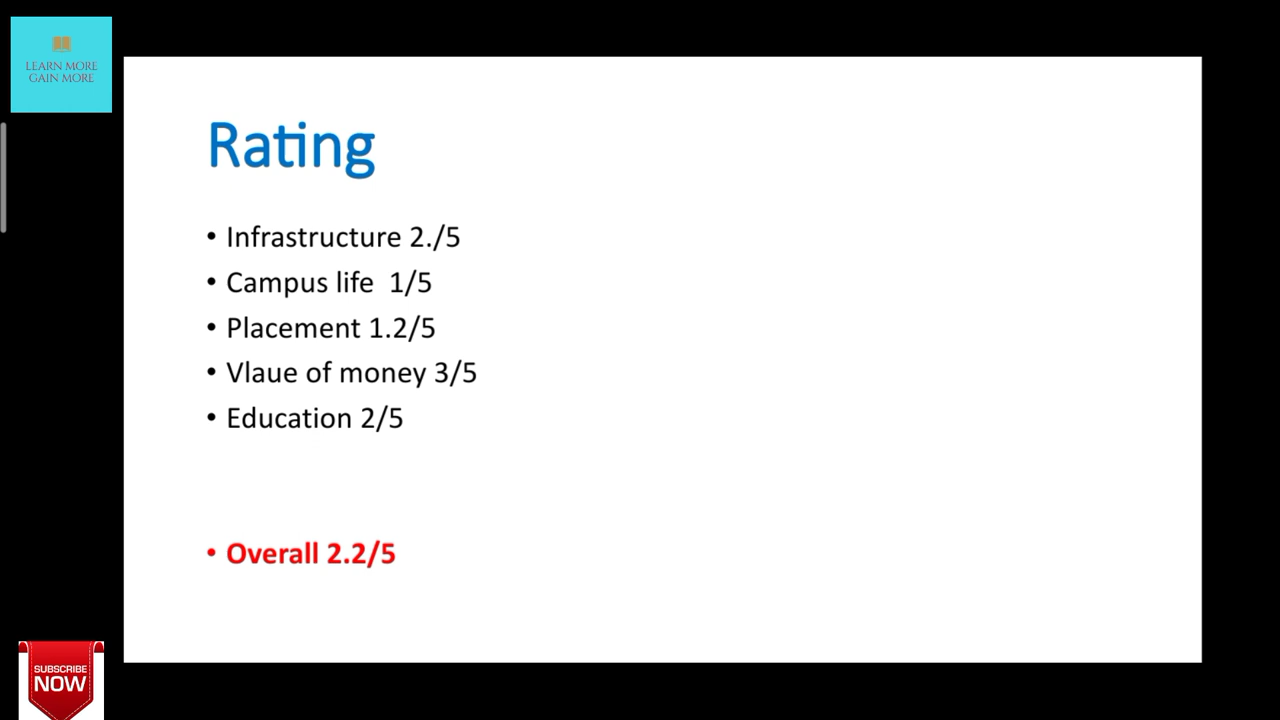 LEARN MORE
GAIN MORE
Rating
• Infrastructure 2./5
• Campus life  1/5
• Placement 1.2/5
• Vlaue of money 3/5
• Education 2/5
• Overall 2.2/5
SUBSCRIBE
NOW